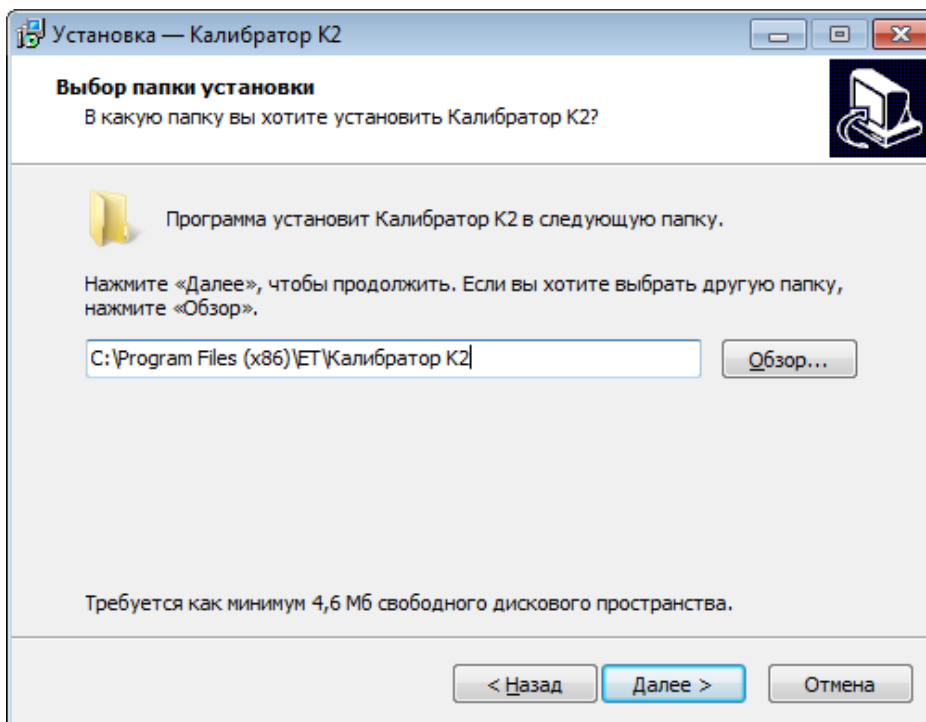 Установка — Калибратор К2
Выбор папки установки
В какую папку вы хотите установить Калибратор К2?
Программа установит Калибратор К2 в следующую папку.
Нажмите «Далее», чтобы продолжить. Если вы хотите выбрать другую папку,
нажмите «Обзор».
C:\Program Files (x86)\ET\Калибратор К2
Обзор...
Требуется как минимум 4,6 Мб свободного дискового пространства.
< Назад
Далее >
Отмена